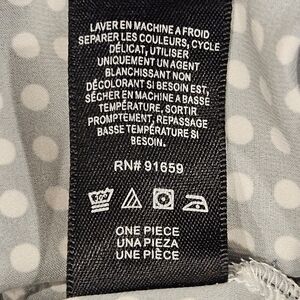 LAVER EN MACHINE A FROID
SEPARER LES COULEURS, CYCLE
DÉLICAT, UTILISER
UNIQUEMENT UN AGENT
BLANCHISSANT NON
DÉCOLORANT SI BESOIN EST,
SÉCHER EN MACHINE A BASSE
TEMPÉRATURE, SORTIR
PROMPTEMENT, REPASSAGE
BASSE TEMPÉRATURE SI
BESOIN.
RN# 91659
ONE PIECE
UNA PIEZA
UNE PIÈCE